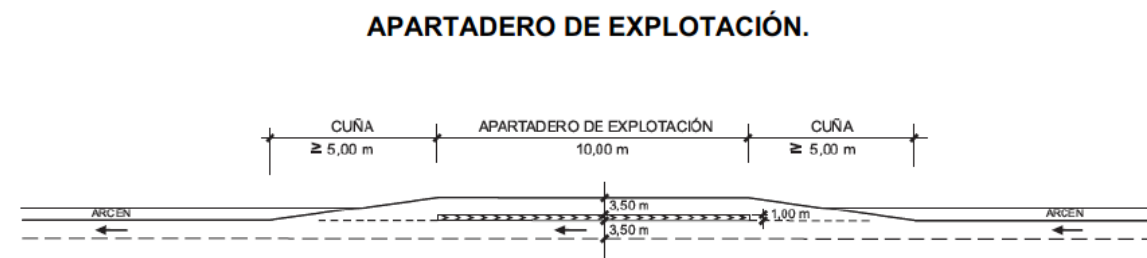 APARTADERO DE EXPLOTACIÓN.
CUÑA APARTADERO DE EXPLOTACIÓN CUÑA
≥ 5,00 m 10,00 m ≥ 5,00 m
ARCEN 3,50 m 1,00 m ARCEN
3,50 m